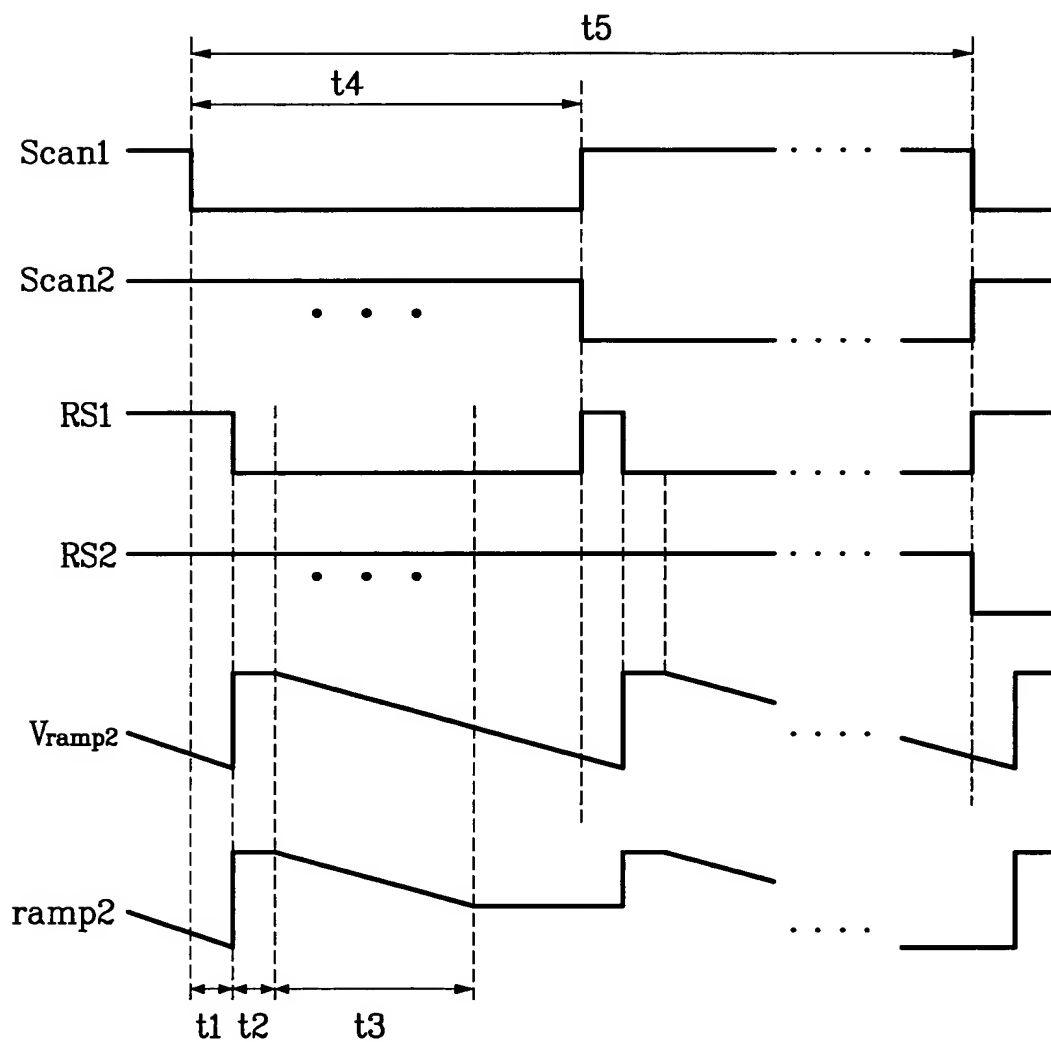 t5
t4
Scan1
Scan2
• • •
RS1
RS2
• • •
Vramp2
ramp2
t1 t2 t3